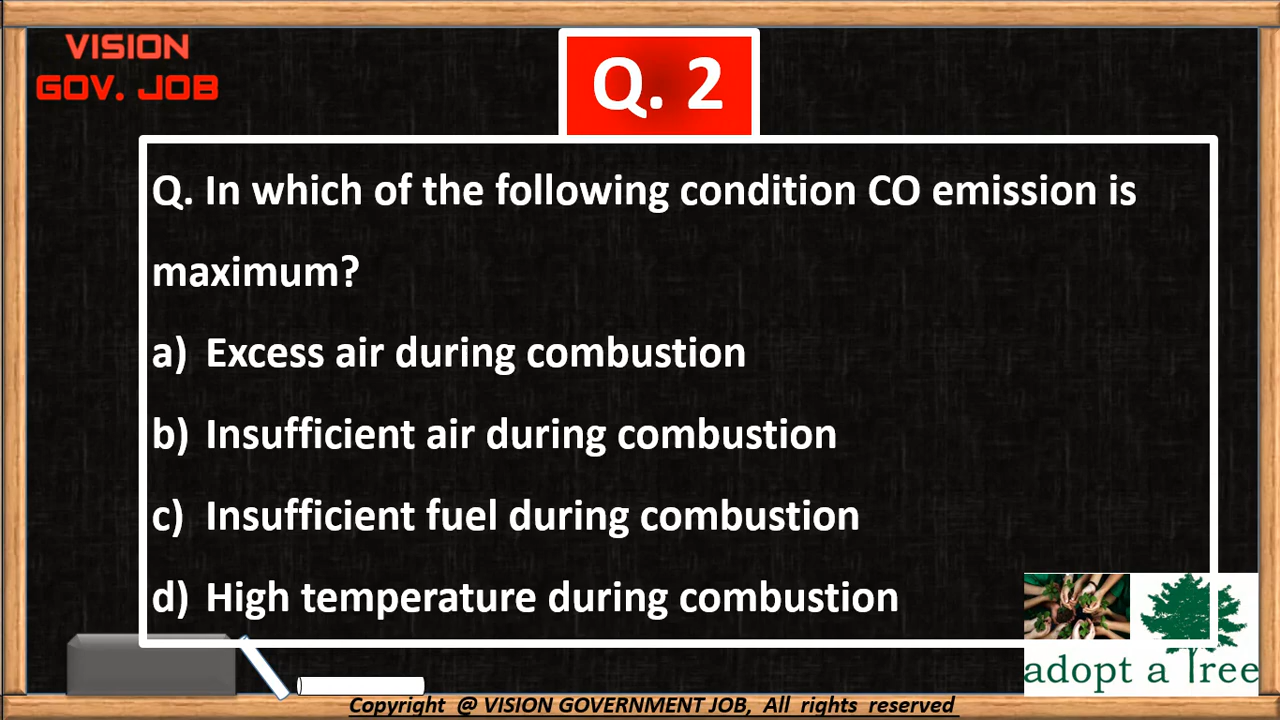 VISION
GOV. JOB
Q. 2
Q. In which of the following condition CO emission is
maximum?
a) Excess air during combustion
b) Insufficient air during combustion
c) Insufficient fuel during combustion
d) High temperature during combustion
adopt a Tree
Copyright @ VISION GOVERNMENT JOB, All rights reserved